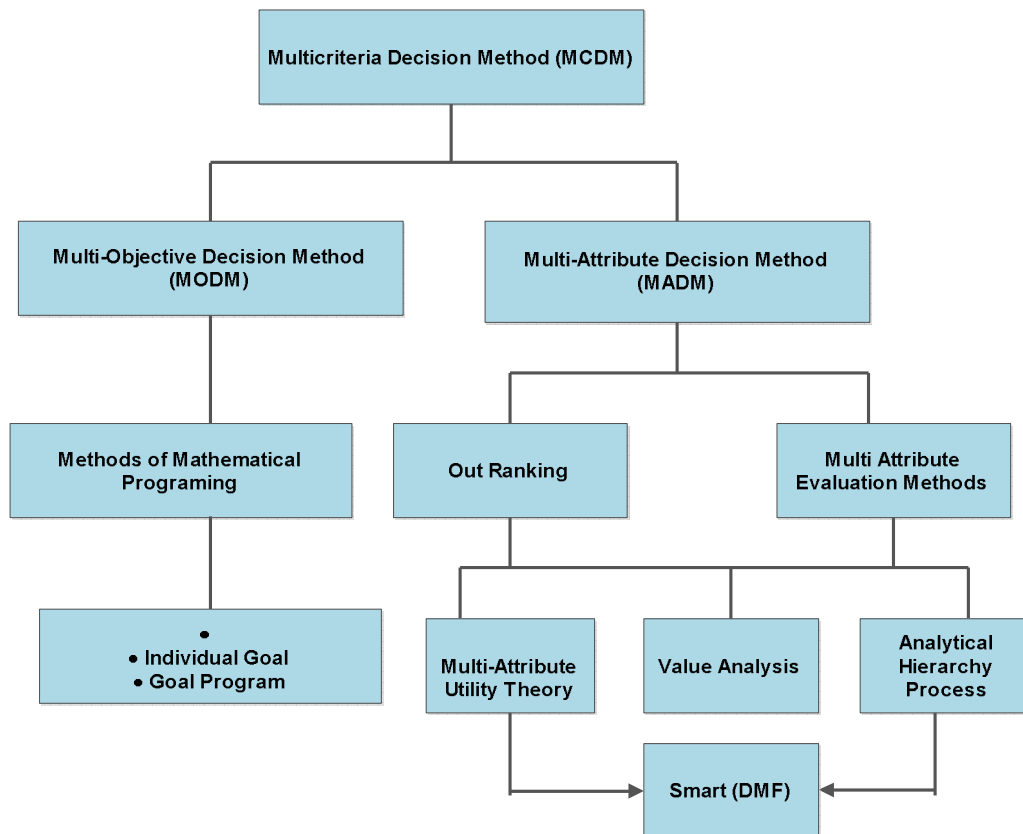 Multicriteria Decision Method (MCDM)
Multi-Objective Decision Method
(MODM)
Multi-Attribute Decision Method
(MADM)
Methods of Mathematical
Programing
Out Ranking
Multi Attribute
Evaluation Methods
●
● Individual Goal
● Goal Program
Multi-Attribute
Utility Theory
Value Analysis
Analytical
Hierarchy
Process
Smart (DMF)